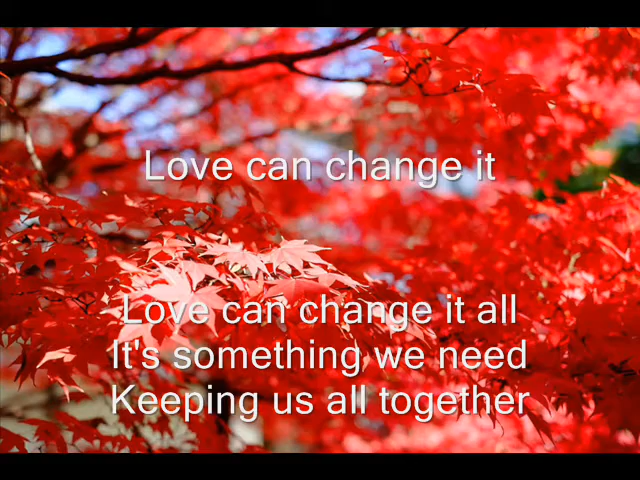 Love can change it
Love can change it all
It's something we need
Keeping us all together